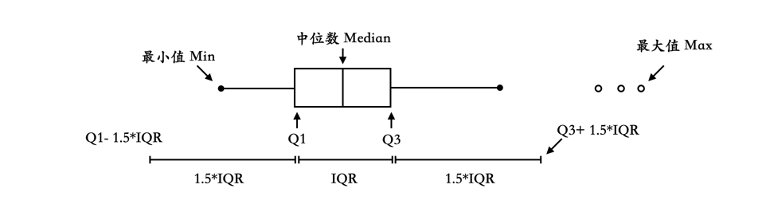 中位数 Median
最大值 Max
最小值 Min
Q1
Q3
Q3+ 1.5*IQR
Q1- 1.5*IQR
1.5*IQR
IQR
1.5*IQR